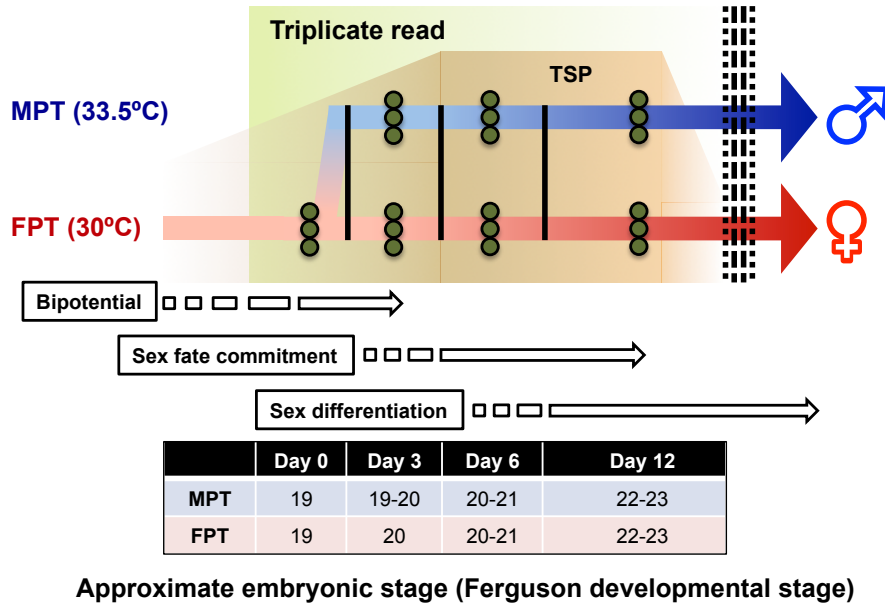 Triplicate read
TSP
MPT (33.5ºC)
FPT (30ºC)
Bipotential
Sex fate commitment
Sex differentiation
Day 0 Day 3 Day 6 Day 12
MPT 19 19-20 20-21 22-23
FPT 19 20 20-21 22-23
Approximate embryonic stage (Ferguson developmental stage)